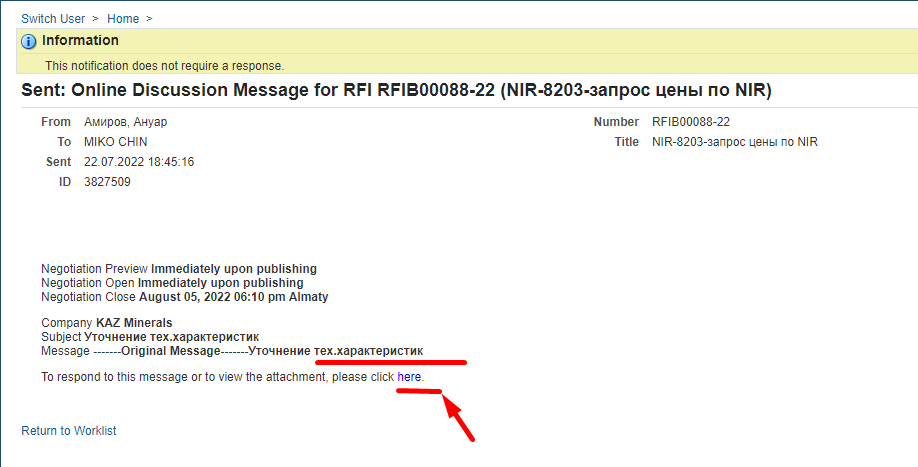 Switch User > Home >
Information
This notification does not require a response.
Sent: Online Discussion Message for RFI RFIB00088-22 (NIR-8203-запрос цены по NIR)
From Амиров, Ануар
To MIKO CHIN
Sent 22.07.2022 18:45:16
ID 3827509
Number RFIB00088-22
Title NIR-8203-запрос цены по NIR
Negotiation Preview Immediately upon publishing
Negotiation Open Immediately upon publishing
Negotiation Close August 05, 2022 06:10 pm Almaty
Company KAZ Minerals
Subject Уточнение тех.характеристик
Message -------Original Message-------Уточнение тех.характеристик
To respond to this message or to view the attachment, please click here.
Return to Worklist